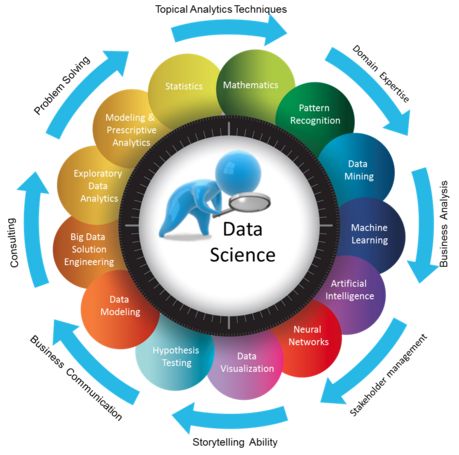 Topical Analytics Techniques
Domain Expertise
Business Analysis
Stakeholder management
Storytelling Ability
Business Communication
Consulting
Problem Solving
Statistics
Mathematics
Pattern
Recognition
Data
Mining
Machine
Learning
Artificial
Intelligence
Neural
Networks
Data
Visualization
Hypothesis
Testing
Data
Modeling
Big Data
Solution
Engineering
Exploratory
Data
Analytics
Modeling &
Prescriptive
Analytics
Data
Science